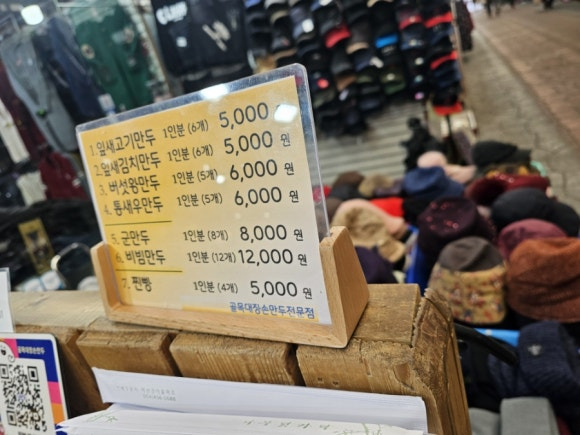 1. 잎새고기만두 1인분 (6개) 5,000 원
2. 잎새김치만두 1인분 (6개) 5,000 원
3. 버섯왕만두 1인분 (5개) 6,000 원
4. 통새우만두 1인분 (5개) 6,000 원
5. 군만두 1인분 (8개) 8,000 원
6. 비빔만두 1인분 (12개) 12,000 원
7. 찐빵 1인분 (4개) 5,000 원
골목대장손만두전문점